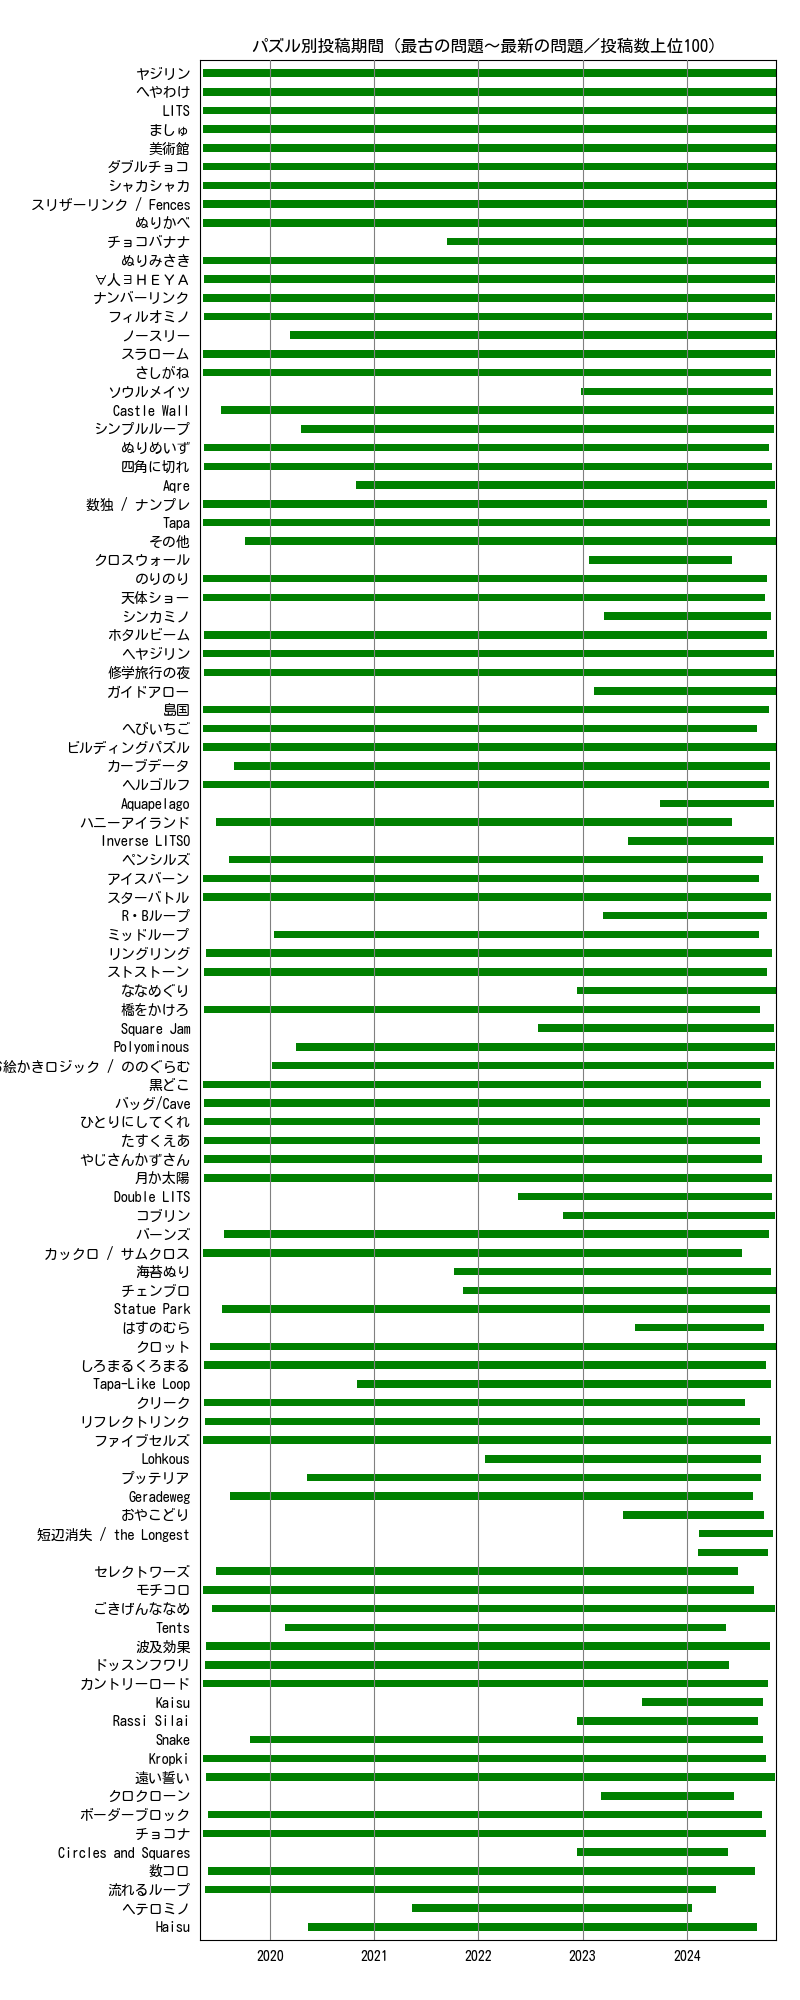 パズル別投稿期間（最古の問題～最新の問題／投稿数上位100）
ヤジリン
へやわけ
LITS
ましゅ
美術館
ダブルチョコ
シャカシャカ
スリザーリンク / Fences
ぬりかべ
チョコバナナ
ぬりみさき
∀人∃ＨＥＹＡ
ナンバーリンク
フィルオミノ
ノースリー
スラローム
さしがね
ソウルメイツ
Castle Wall
シンプルループ
ぬりめいず
四角に切れ
Aqre
数独 / ナンプレ
Tapa
その他
クロスウォール
のりのり
天体ショー
シンカミノ
ホタルビーム
へヤジリン
修学旅行の夜
ガイドアロー
島国
へびいちご
ビルディングパズル
カーブデータ
ヘルゴルフ
Aquapelago
ハニーアイランド
Inverse LITSO
ペンシルズ
アイスバーン
スターバトル
R・Bループ
ミッドループ
リングリング
ストストーン
ななめぐり
橋をかけろ
Square Jam
Polyominous
絵かきロジック / ののぐらむ
黒どこ
バッグ/Cave
ひとりにしてくれ
たすくえあ
やじさんかずさん
月か太陽
Double LITS
コブリン
バーンズ
カックロ / サムクロス
海苔ぬり
チェンブロ
Statue Park
はすのむら
クロット
しろまるくろまる
Tapa-Like Loop
クリーク
リフレクトリンク
ファイブセルズ
Lohkous
プッテリア
Geradeweg
おやこどり
短辺消失 / the Longest
セレクトワーズ
モチコロ
ごきげんななめ
Tents
波及効果
ドッスンフワリ
カントリーロード
Kaisu
Rassi Silai
Snake
Kropki
遠い誓い
クロクローン
ボーダーブロック
チョコナ
Circles and Squares
数コロ
流れるループ
ヘテロミノ
Haisu
2020 2021 2022 2023 2024